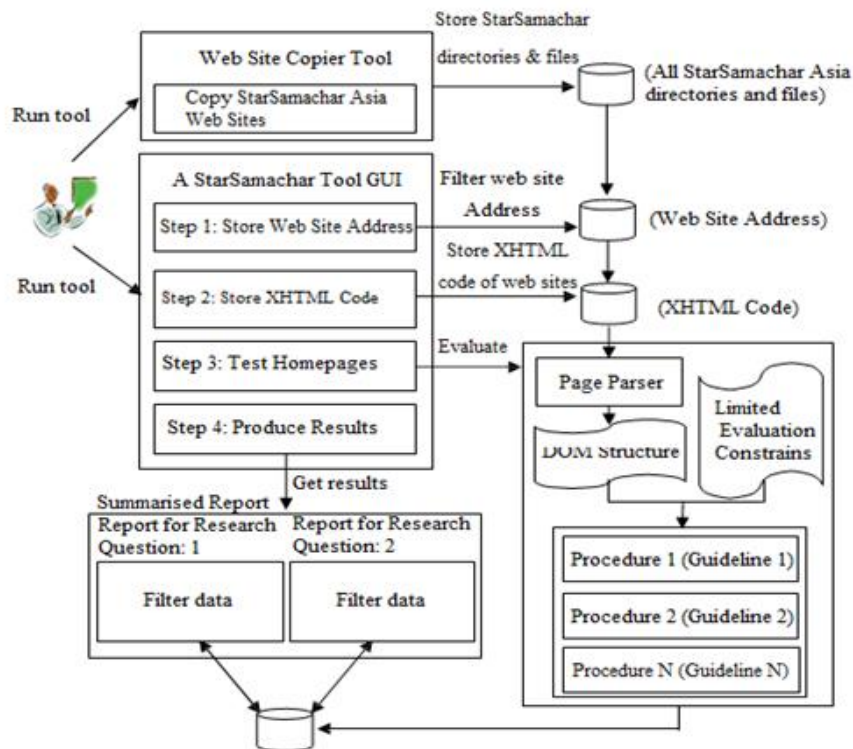 Store StarSamachar
directories & files
Web Site Copier Tool
Copy StarSamachar Asia
Web Sites
(All StarSamachar Asia
directories and files)
Run tool
A StarSamachar Tool GUI
Filter web site
Address
Step 1: Store Web Site Address
(Web Site Address)
Store XHTML
code of web sites
Run tool
Step 2: Store XHTML Code
(XHTML Code)
Step 3: Test Homepages
Evaluate
Page Parser
Limited
Evaluation
Constrains
Step 4: Produce Results
DOM Structure
Get results
Summarised Report
Report for Research
Question: 1
Report for Research
Question: 2
Filter data
Filter data
Procedure 1 (Guideline 1)
Procedure 2 (Guideline 2)
Procedure N (Guideline N)